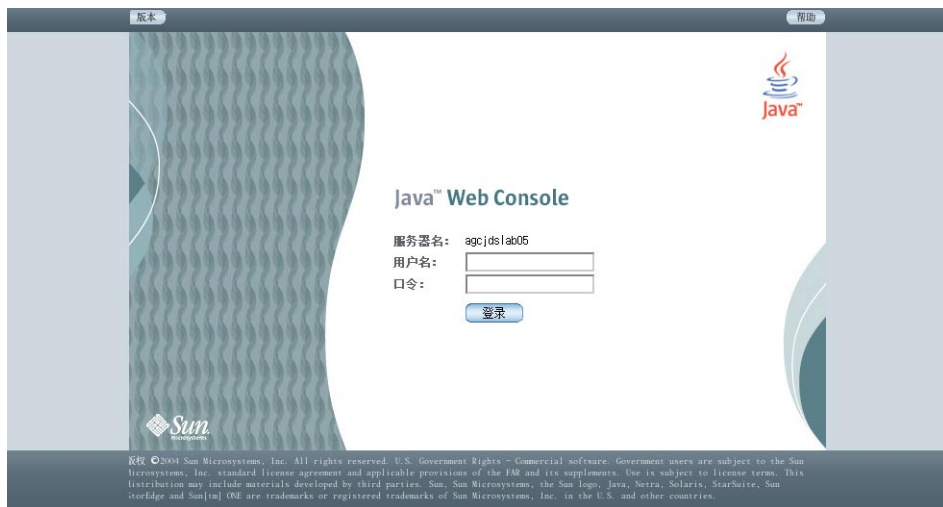 版本
帮助
Java™
Java™ Web Console
服务器名: agcjdslab05
用户名:
口令:
登录
Sun
microsystems
版权 ©2004 Sun Microsystems, Inc. All rights reserved. U.S. Government Rights - Commercial software. Government users are subject to the Sun
Microsystems, Inc. standard license agreement and applicable provisions of the FAR and its supplements. Use is subject to license terms. This
distribution may include materials developed by third parties. Sun, Sun Microsystems, the Sun logo, Java, Netra, Solaris, StarSuite, Sun
StorEdge and Sun[tm] ONE are trademarks or registered trademarks of Sun Microsystems, Inc. in the U.S. and other countries.